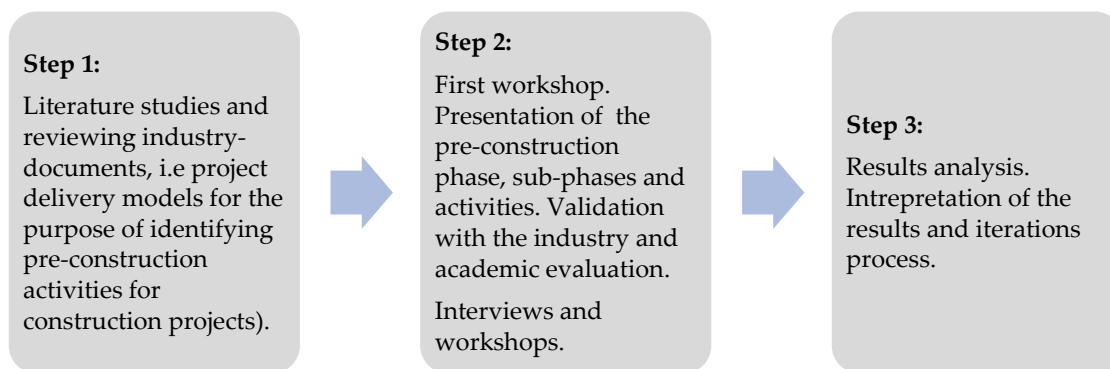 Step 1:
Literature studies and
reviewing industry-
documents, i.e project
delivery models for the
purpose of identifying
pre-construction
activities for
construction projects).
Step 2:
First workshop.
Presentation of the
pre-construction
phase, sub-phases and
activities. Validation
with the industry and
academic evaluation.
Interviews and
workshops.
Step 3:
Results analysis.
Intrepretation of the
results and iterations
process.